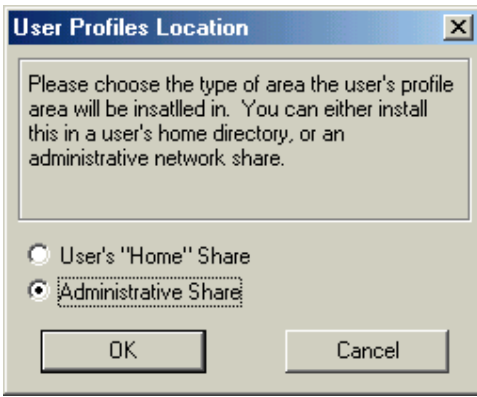 User Profiles Location
Please choose the type of area the user's profile
area will be insatlled in.  You can either install
this in a user's home directory, or an
administrative network share.
User's "Home" Share
Administrative Share
OK
Cancel